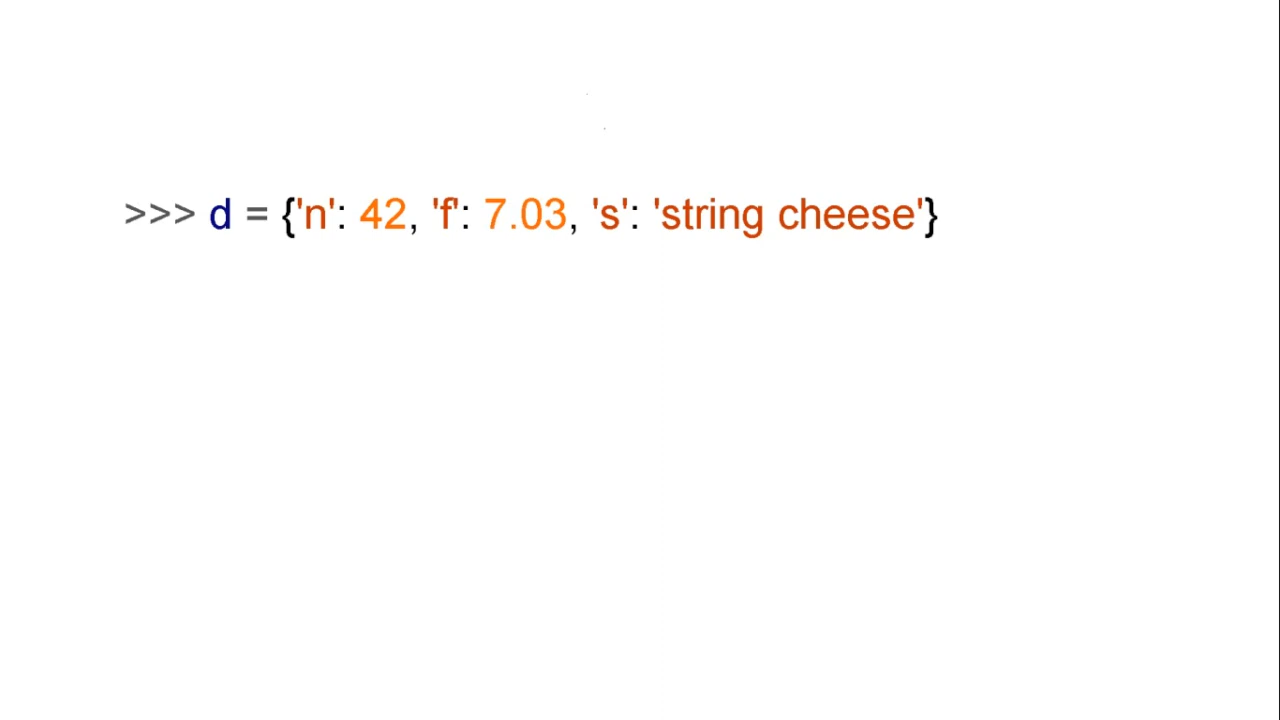 >>> d = {'n': 42, 'f': 7.03, 's': 'string cheese'}